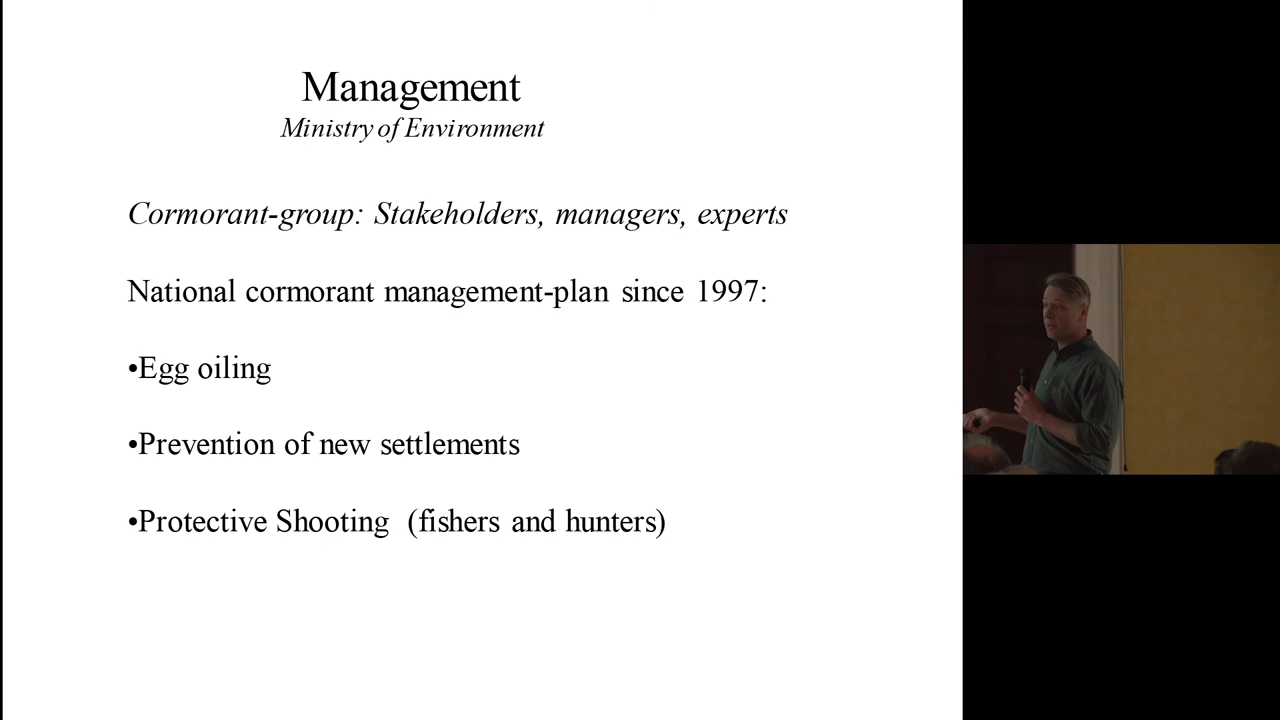 Management
Ministry of Environment
Cormorant-group: Stakeholders, managers, experts
National cormorant management-plan since 1997:
•Egg oiling
•Prevention of new settlements
•Protective Shooting (fishers and hunters)